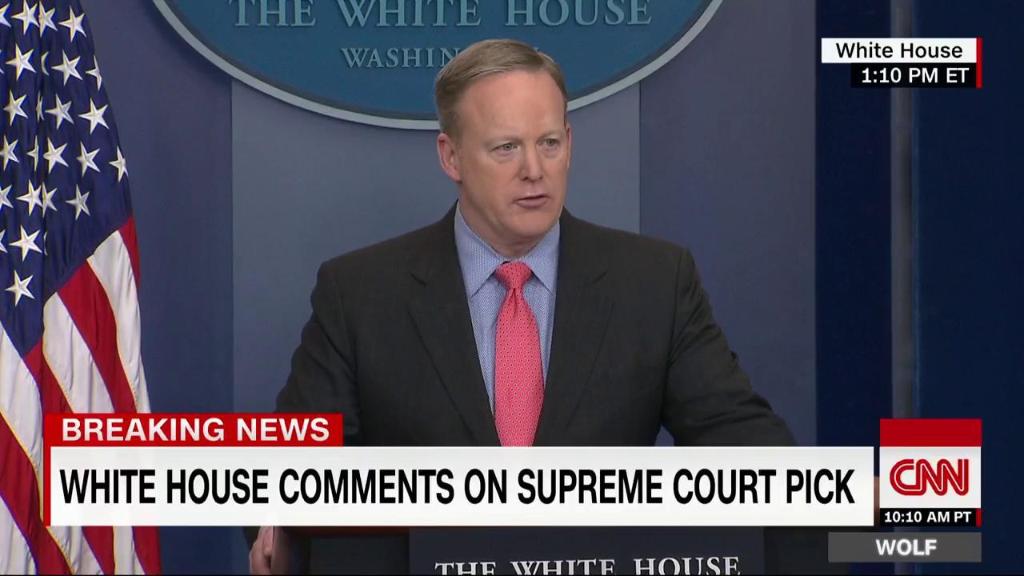 THE WHITE HOUSE
WASHIN
White House
1:10 PM ET
BREAKING NEWS
WHITE HOUSE COMMENTS ON SUPREME COURT PICK
CNN
10:10 AM PT
WOLF
THE WHITE HOUSE